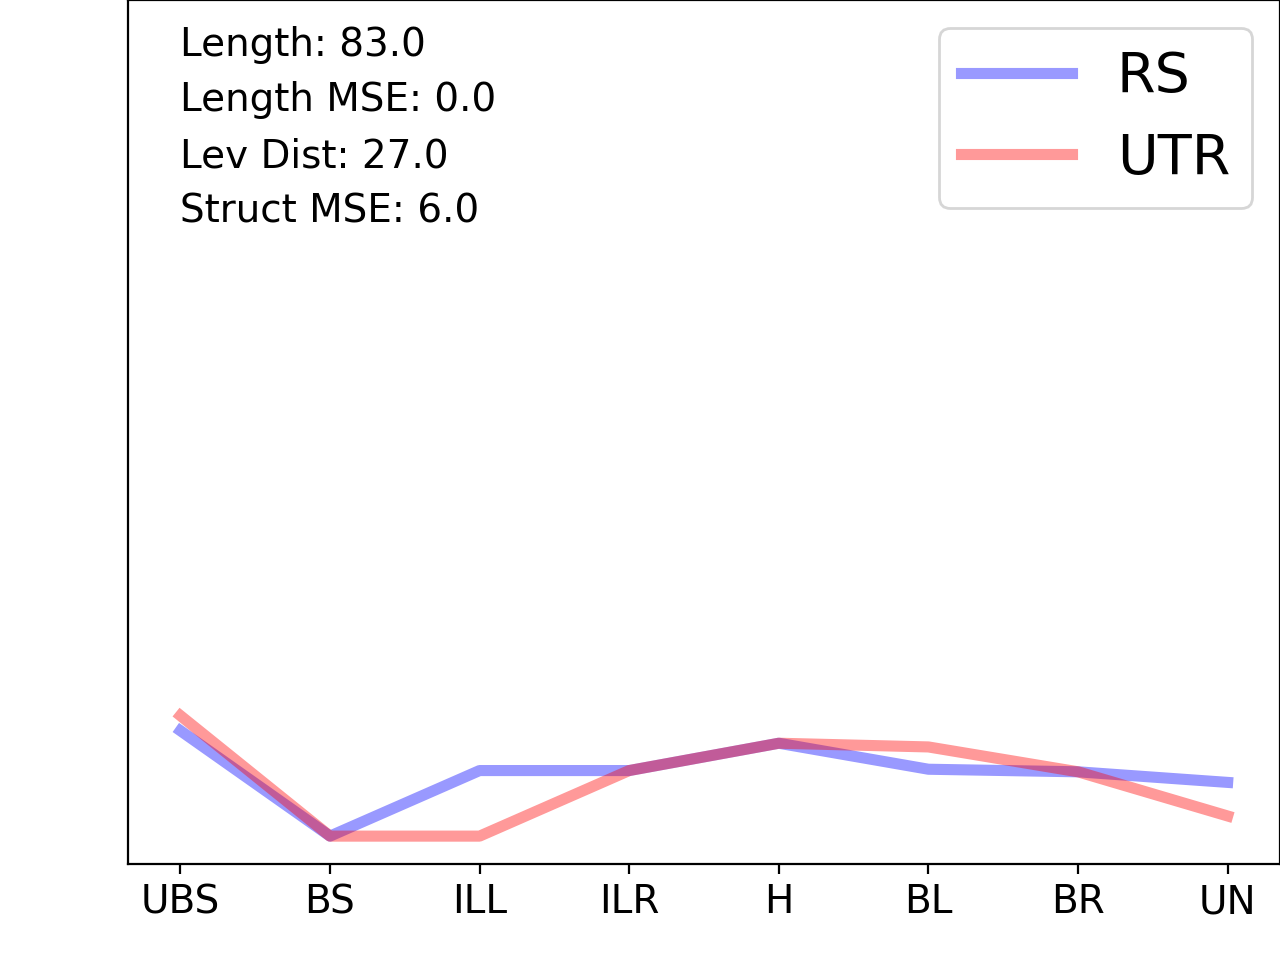 Length: 83.0
Length MSE: 0.0
Lev Dist: 27.0
Struct MSE: 6.0
RS
UTR
UBS BS ILL ILR H BL BR UN